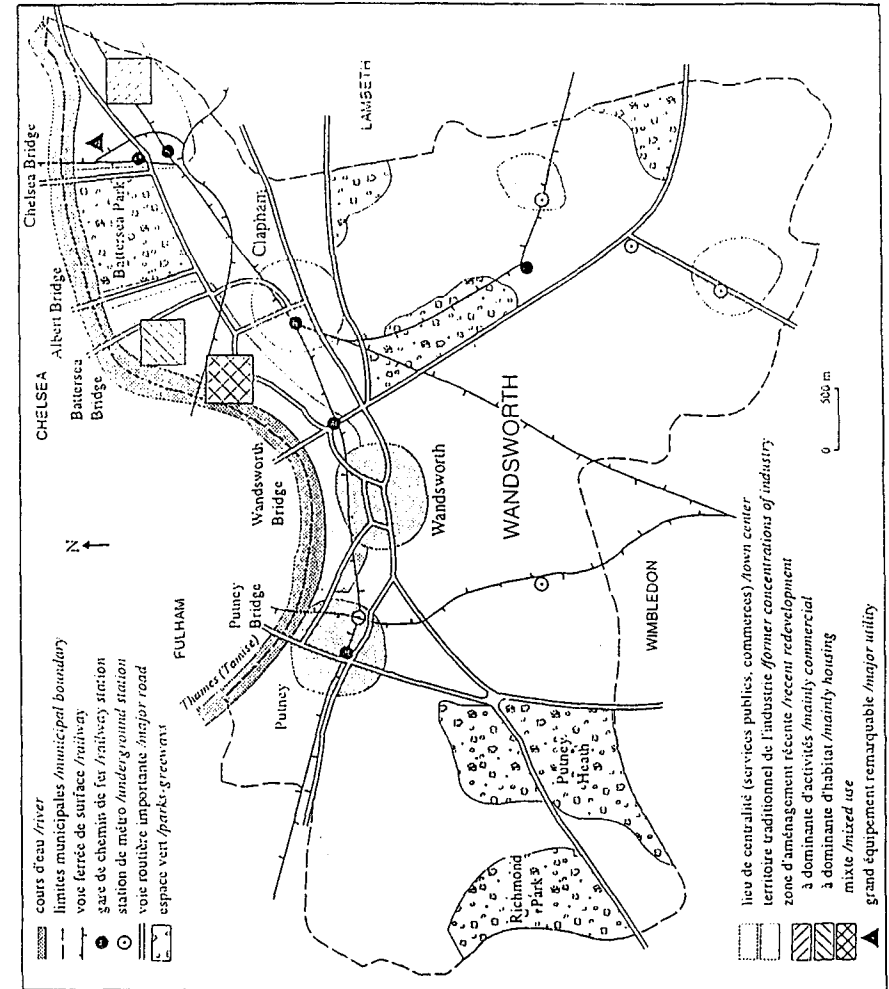 CHELSEA
Chelsea Bridge
Albert Bridge
Battersea
Bridge
Battersea Park
LAMBETH
Clapham
N
FULHAM
Wandsworth
Bridge
Putney
Bridge
Thames (Tamise)
Putney
Wandsworth
WANDSWORTH
WIMBLEDON
Putney
Heath
Richmond
Park
0 500 m
cours d'eau /river
limites municipales /municipal boundary
voie ferrée de surface /railway
gare de chemin de fer /railway station
station de métro /underground station
voie routière importante /major road
espace vert /parks-greeways
lieu de centralité (services publics, commerces) /town center
territoire traditionnel de l'industrie /former concentrations of industry
zone d'aménagement récente /recent redevelopment
à dominante d'activités /mainly commercial
à dominante d'habitat /mainly housing
mixte /mixed use
grand équipement remarquable /major utility